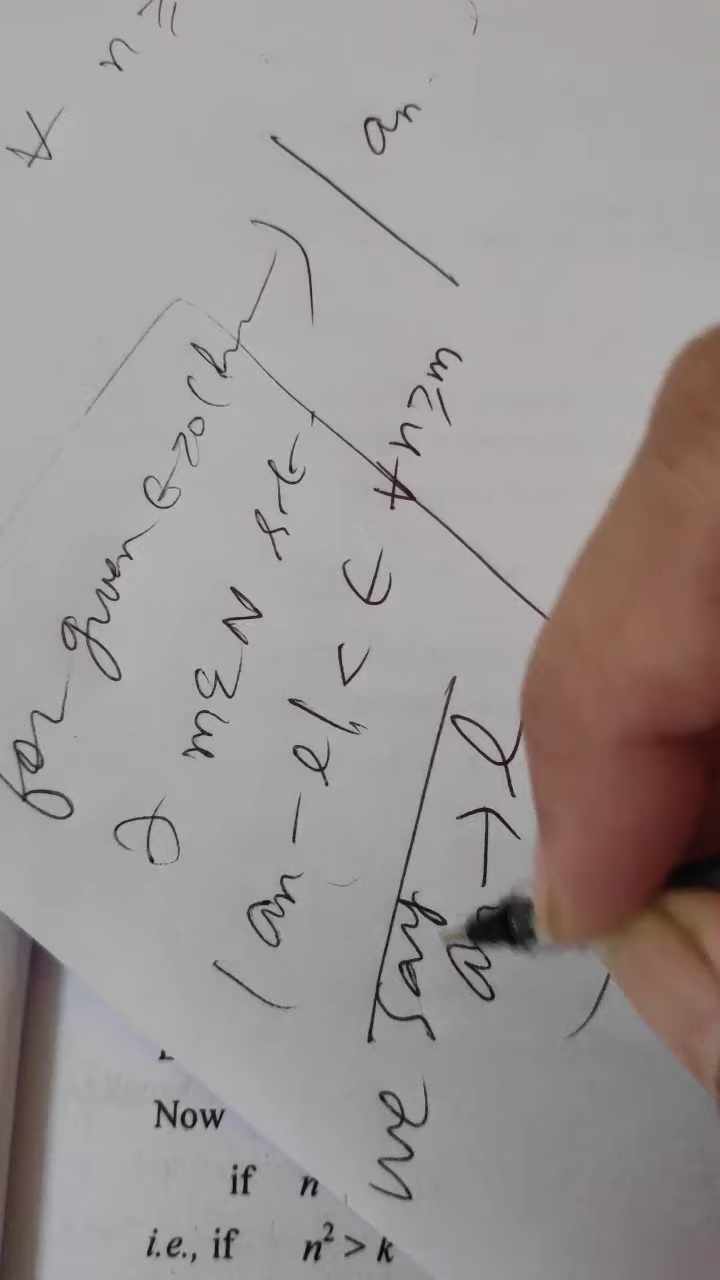 for given ε>0 (
∃ m∈N s.t.
|an - l| < ε ∀ n≥m
we say
an → l
∀ n ≥
an
Now
if n
i.e., if n² > k